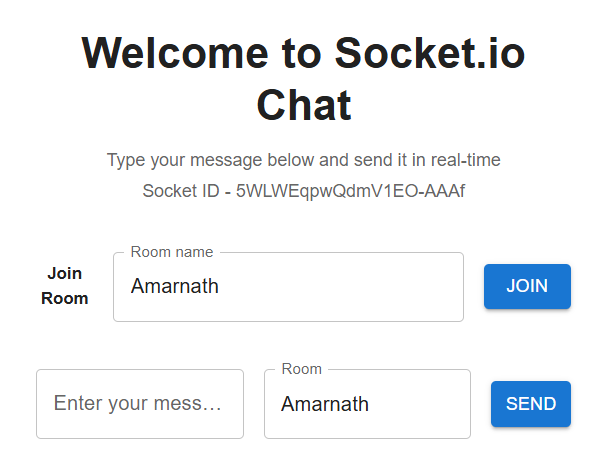 Welcome to Socket.io
Chat
Type your message below and send it in real-time
Socket ID - 5WLWEqpwQdmV1EO-AAAf
Room name
Join
Room
Amarnath
JOIN
Room
Enter your mess…
Amarnath
SEND